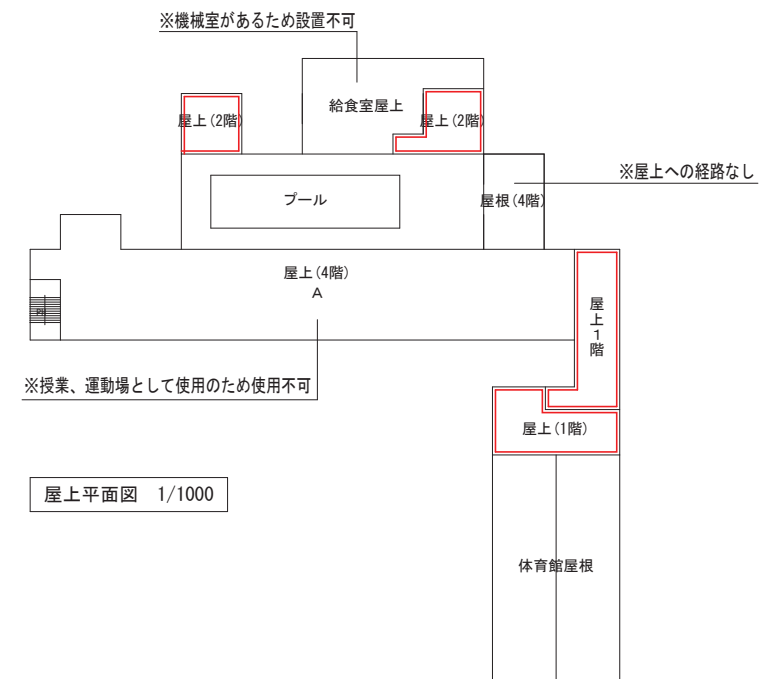 ※機械室があるため設置不可
給食室屋上
屋上(2階)
屋上(2階)
※屋上への経路なし
プール
屋根(4階)
屋上(4階)
A
屋上1階
※授業、運動場として使用のため使用不可
屋上(1階)
屋上平面図 1/1000
体育館屋根